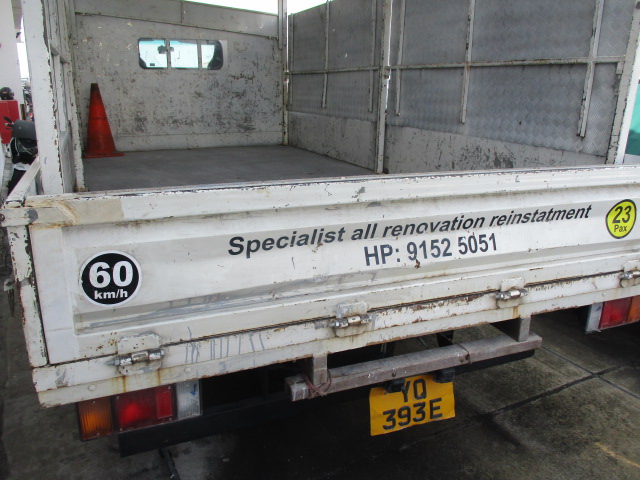 Specialist all renovation reinstatment
HP: 9152 5051
23
Pax
60
km/h
YQ
393E